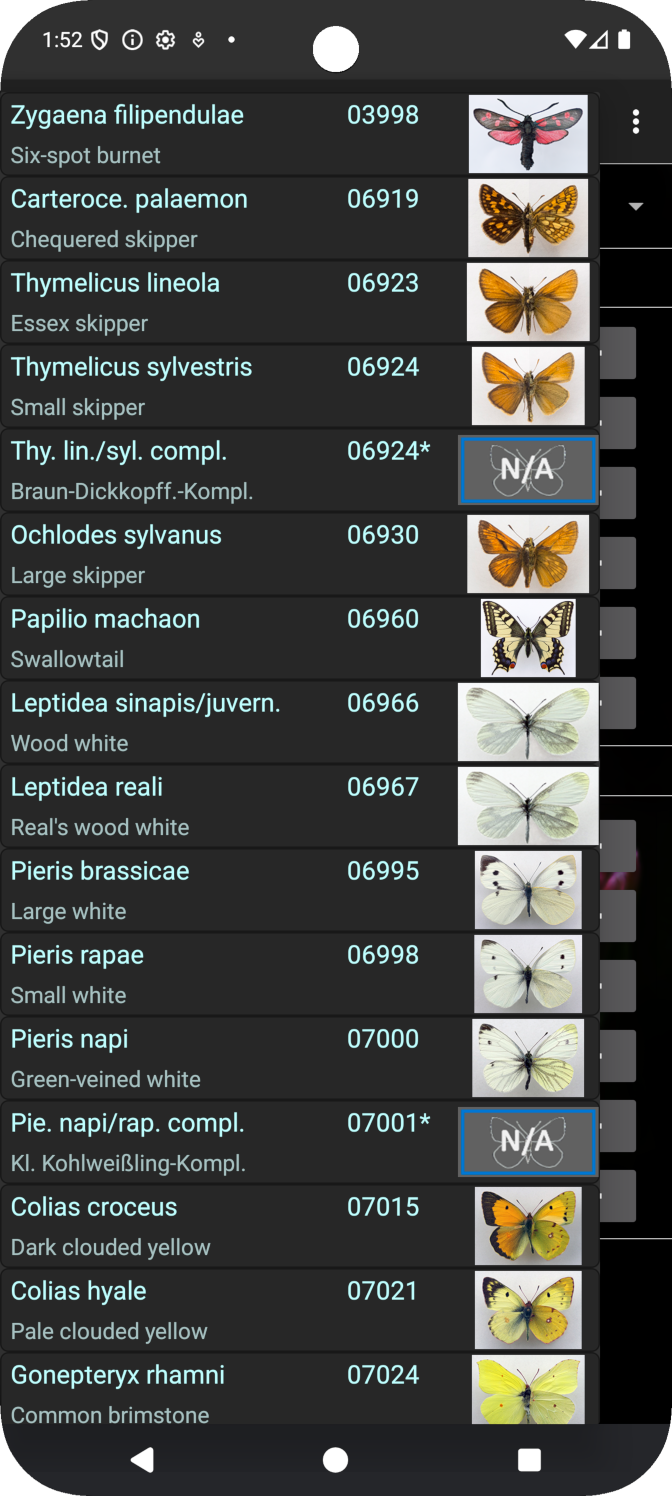 1:52
Zygaena filipendulae 03998
Six-spot burnet
Carteroce. palaemon 06919
Chequered skipper
Thymelicus lineola 06923
Essex skipper
Thymelicus sylvestris 06924
Small skipper
Thy. lin./syl. compl. 06924*
N/A
Braun-Dickkopff.-Kompl.
Ochlodes sylvanus 06930
Large skipper
Papilio machaon 06960
Swallowtail
Leptidea sinapis/juvern. 06966
Wood white
Leptidea reali 06967
Real's wood white
Pieris brassicae 06995
Large white
Pieris rapae 06998
Small white
Pieris napi 07000
Green-veined white
Pie. napi/rap. compl. 07001*
N/A
Kl. Kohlweißling-Kompl.
Colias croceus 07015
Dark clouded yellow
Colias hyale 07021
Pale clouded yellow
Gonepteryx rhamni 07024
Common brimstone